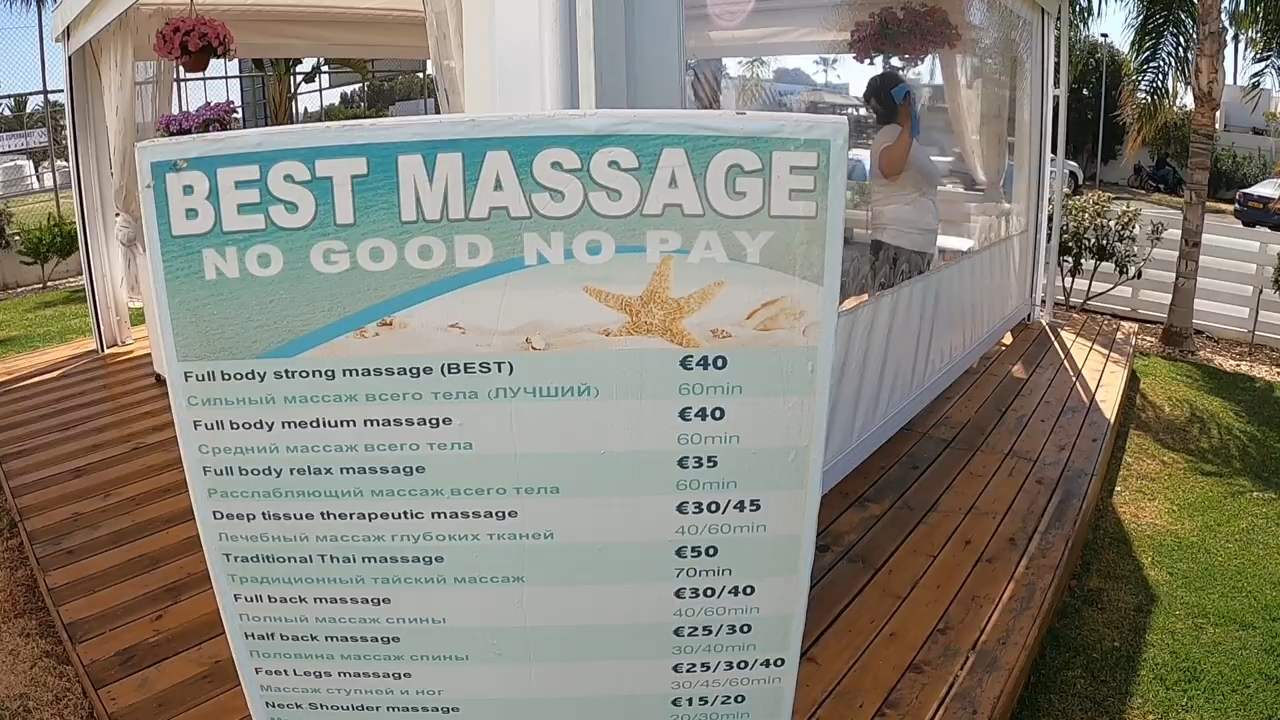 BEST MASSAGE
NO GOOD NO PAY
Full body strong massage (BEST) €40
Сильный массаж всего тела (ЛУЧШИЙ) 60min
Full body medium massage €40
Средний массаж всего тела 60min
Full body relax massage €35
Расслабляющий массаж всего тела 60min
Deep tissue therapeutic massage €30/45
Лечебный массаж глубоких тканей 40/60min
Traditional Thai massage €50
Традиционный тайский массаж 70min
Full back massage €30/40
Полный массаж спины 40/60min
Half back massage €25/30
Половина массаж спины 30/40min
Feet Legs massage €25/30/40
Массаж ступней и ног 30/45/60min
Neck Shoulder massage €15/20
20/30min